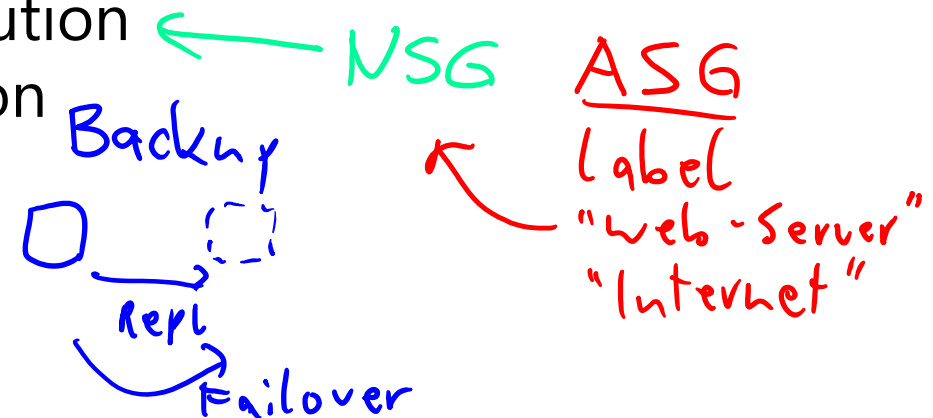 ution
NSG
ASG
on
Backup
label
"Web-Server"
"Internet"
Repl
Failover